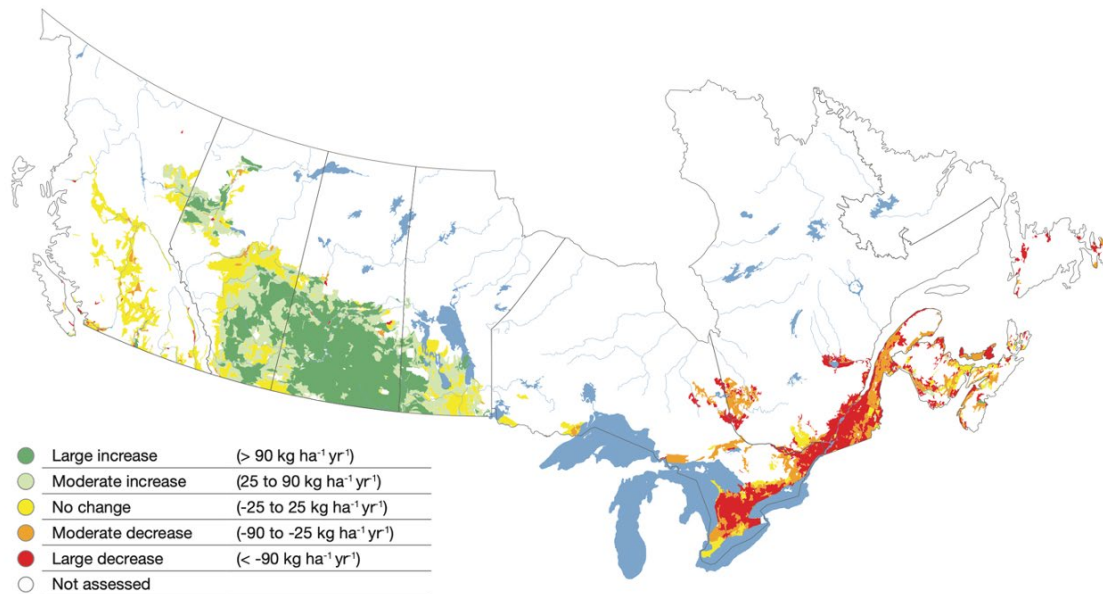 Large increase (> 90 kg ha⁻¹ yr⁻¹)
Moderate increase (25 to 90 kg ha⁻¹ yr⁻¹)
No change (-25 to 25 kg ha⁻¹ yr⁻¹)
Moderate decrease (-90 to -25 kg ha⁻¹ yr⁻¹)
Large decrease (< -90 kg ha⁻¹ yr⁻¹)
Not assessed